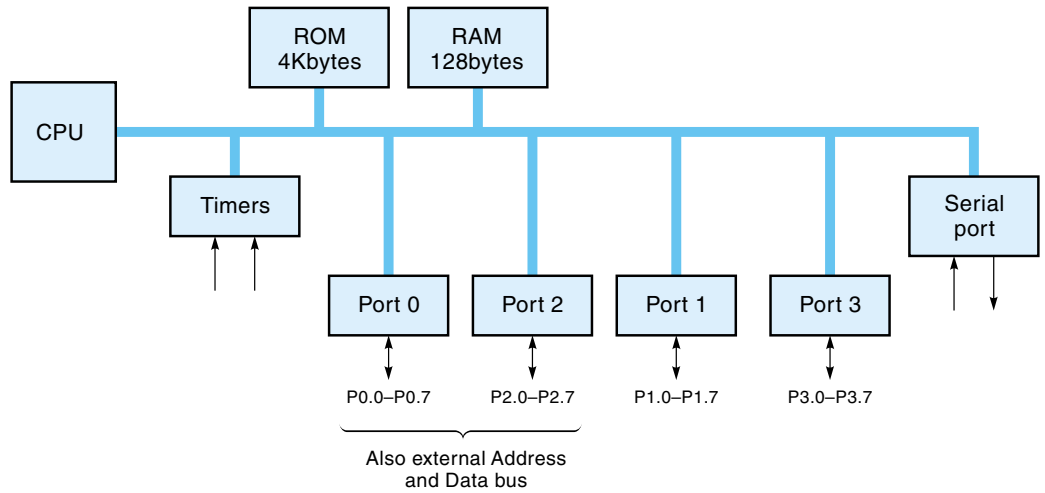 ROM
4Kbytes
RAM
128bytes
CPU
Timers
Serial
port
Port 0
Port 2
Port 1
Port 3
P0.0–P0.7
P2.0–P2.7
P1.0–P1.7
P3.0–P3.7
Also external Address
and Data bus